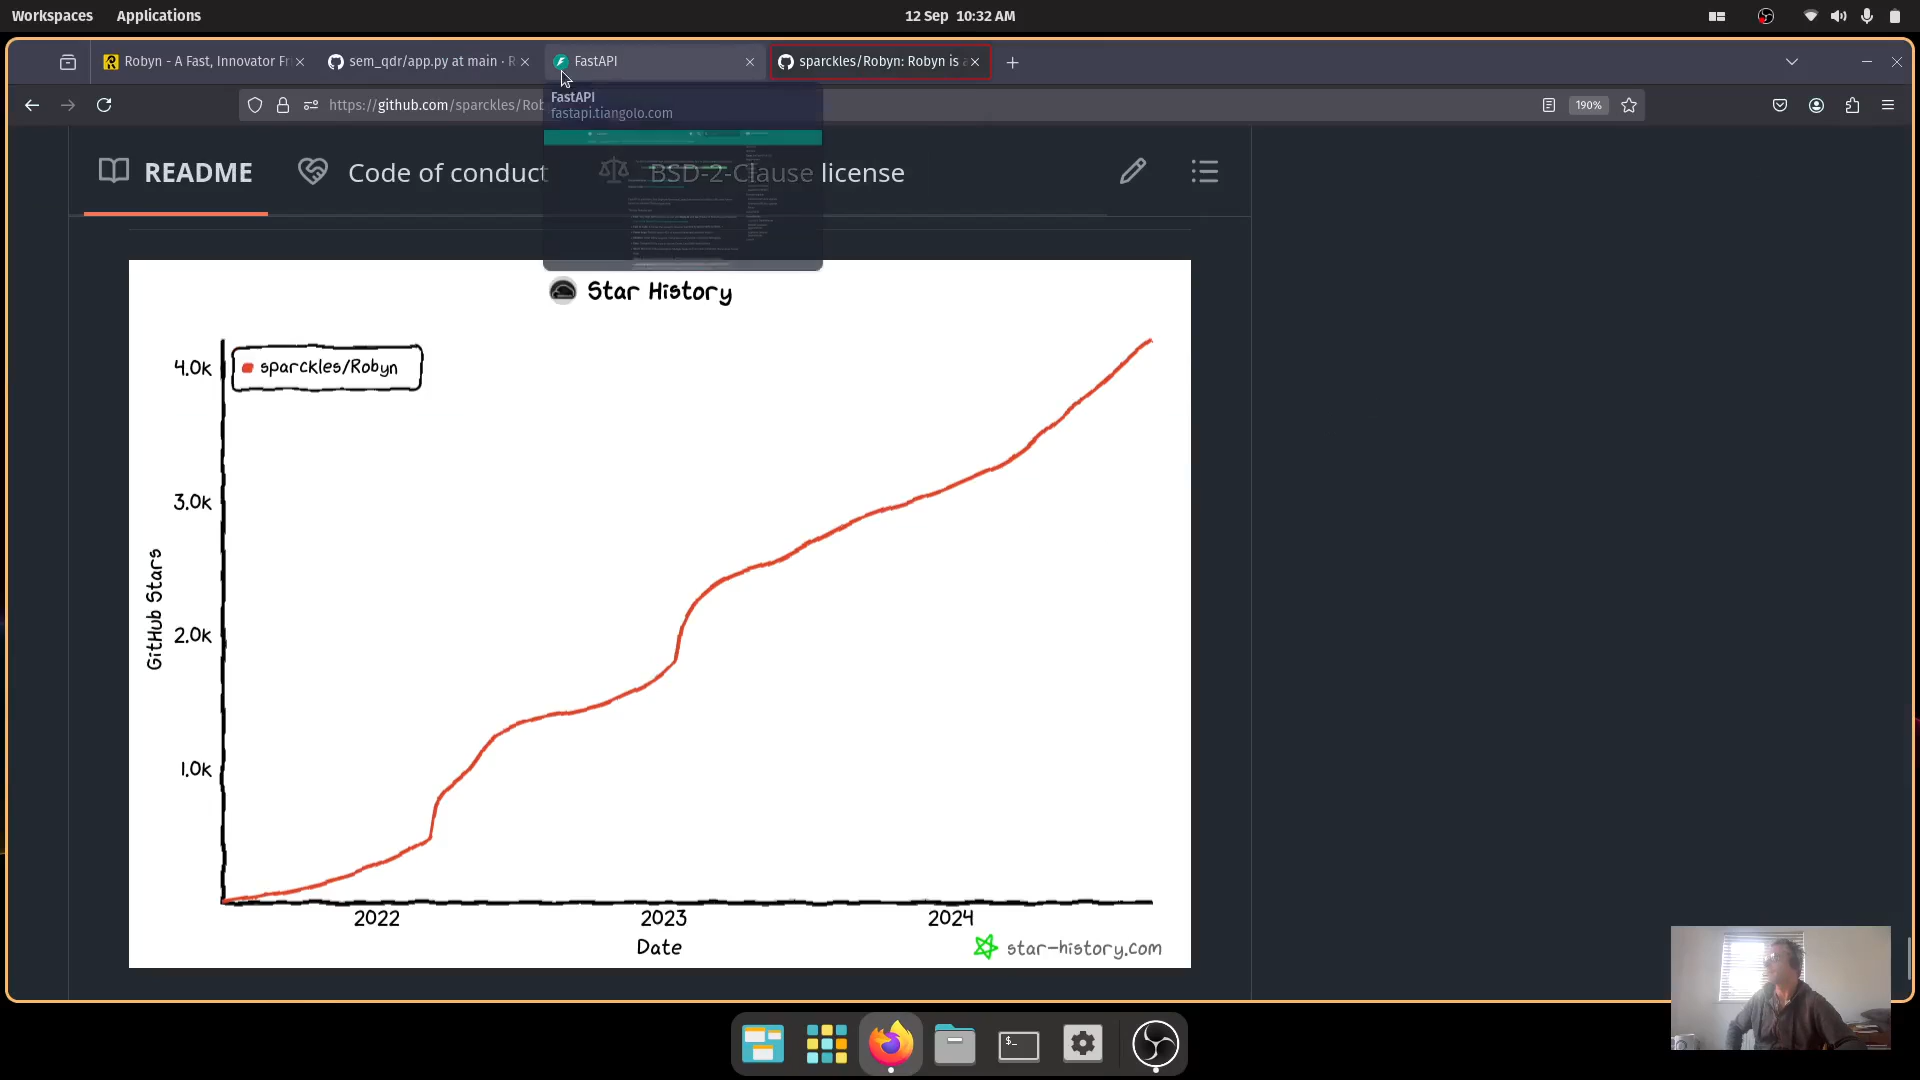 Workspaces Applications 12 Sep 10:32 AM
Robyn - A Fast, Innovator Fr sem_qdr/app.py at main · R FastAPI sparckles/Robyn: Robyn is a
https://github.com/sparckles/Rob 190%
FastAPI
fastapi.tiangolo.com
README Code of conduct BSD-2-Clause license
Star History
sparckles/Robyn
4.0k
3.0k
2.0k
1.0k
GitHub Stars
2022 2023 2024
Date
star-history.com